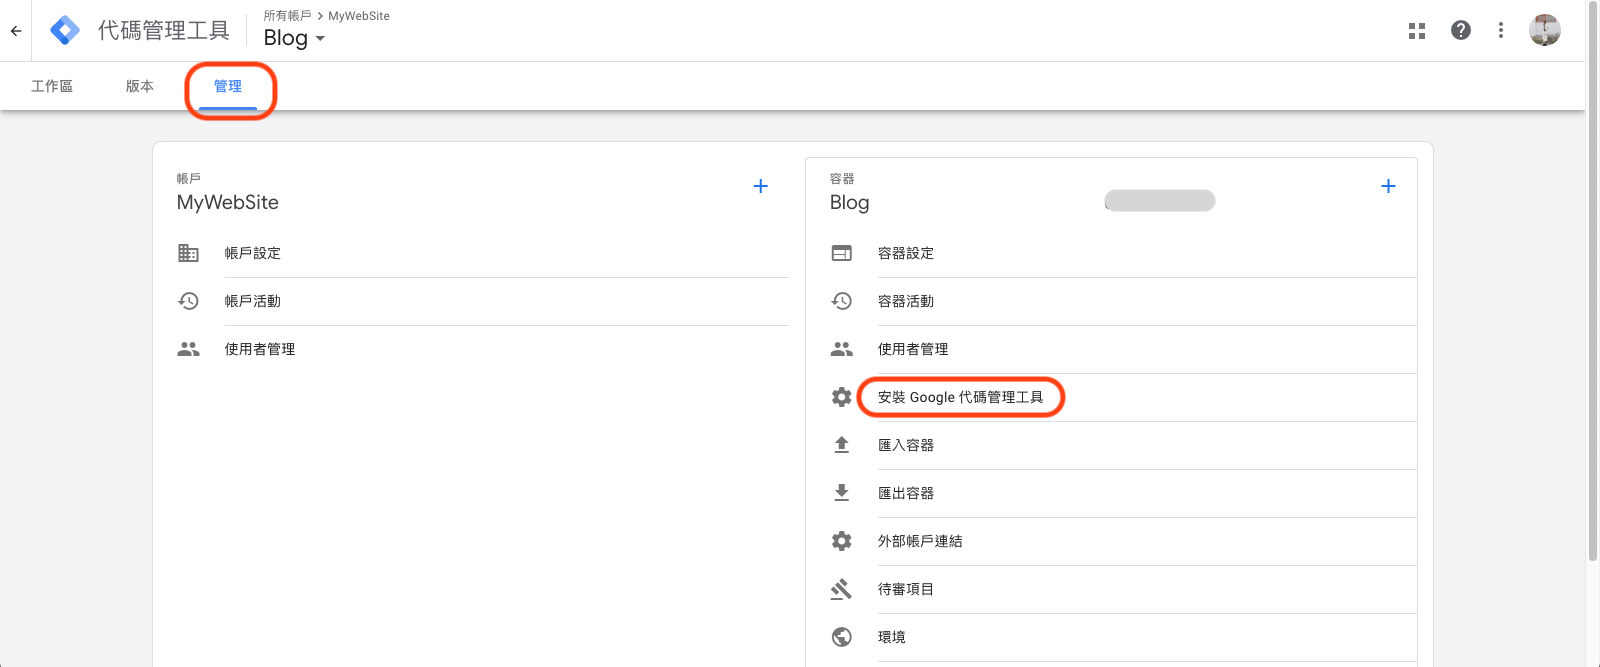 代碼管理工具
所有帳戶 > MyWebSite
Blog
工作區
版本
管理
帳戶
MyWebSite
帳戶設定
帳戶活動
使用者管理
容器
Blog
容器設定
容器活動
使用者管理
安裝 Google 代碼管理工具
匯入容器
匯出容器
外部帳戶連結
待審項目
環境